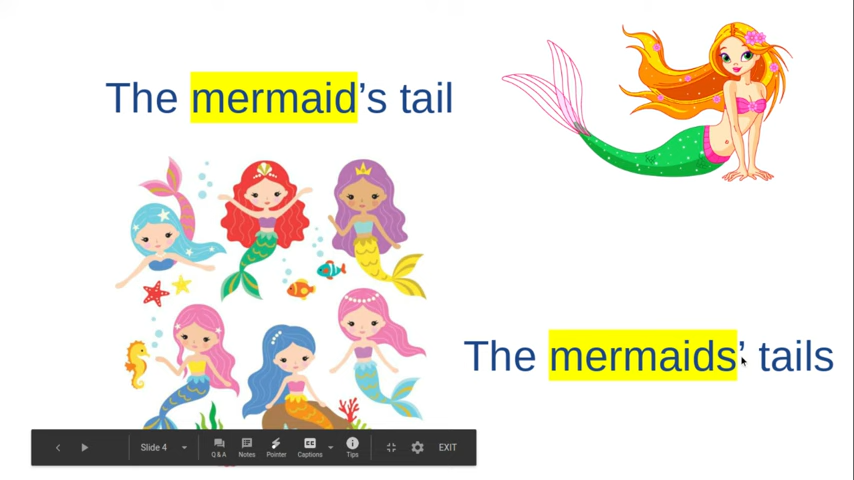 The mermaid’s tail
The mermaids’ tails
Slide 4
Q & A
Notes
Pointer
Captions
Tips
EXIT